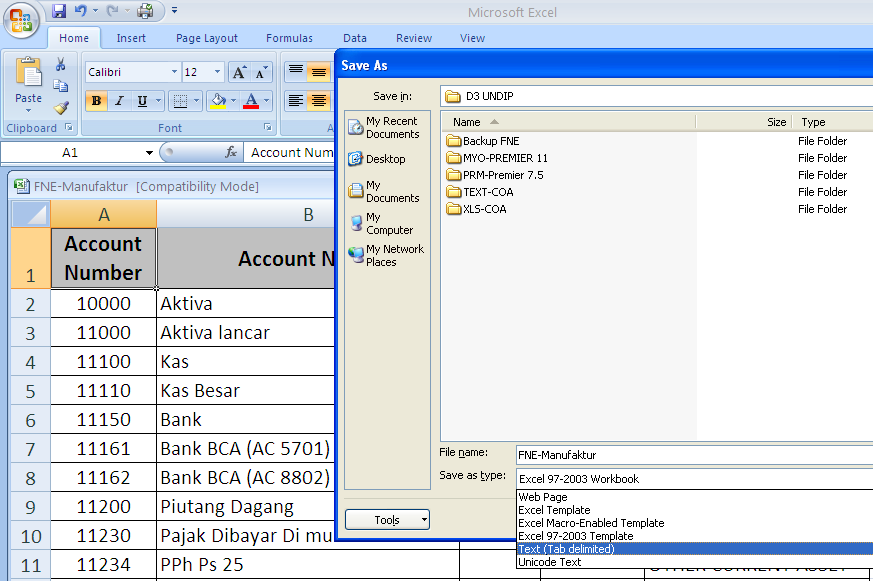 Microsoft Excel
Home Insert Page Layout Formulas Data Review View
Paste
Calibri 12
B I U
Clipboard Font
A1 fx Account Num
FNE-Manufaktur [Compatibility Mode]
A B
1 Account Number Account N
2 10000 Aktiva
3 11000 Aktiva lancar
4 11100 Kas
5 11110 Kas Besar
6 11150 Bank
7 11161 Bank BCA (AC 5701)
8 11162 Bank BCA (AC 8802)
9 11200 Piutang Dagang
10 11230 Pajak Dibayar Di mu
11 11234 PPh Ps 25
Save As
Save in: D3 UNDIP
My Recent Documents
Desktop
My Documents
My Computer
My Network Places
Name Size Type
Backup FNE File Folder
MYO-PREMIER 11 File Folder
PRM-Premier 7.5 File Folder
TEXT-COA File Folder
XLS-COA File Folder
File name: FNE-Manufaktur
Save as type: Excel 97-2003 Workbook
Web Page
Excel Template
Excel Macro-Enabled Template
Excel 97-2003 Template
Text (Tab delimited)
Unicode Text
Tools